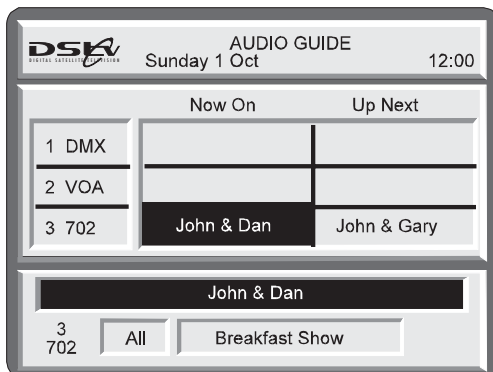 AUDIO GUIDE
DStv Sunday 1 Oct 12:00
DIGITAL SATELLITE TELEVISION
Now On Up Next
1 DMX
2 VOA
3 702 John & Dan John & Gary
John & Dan
3 702 All Breakfast Show